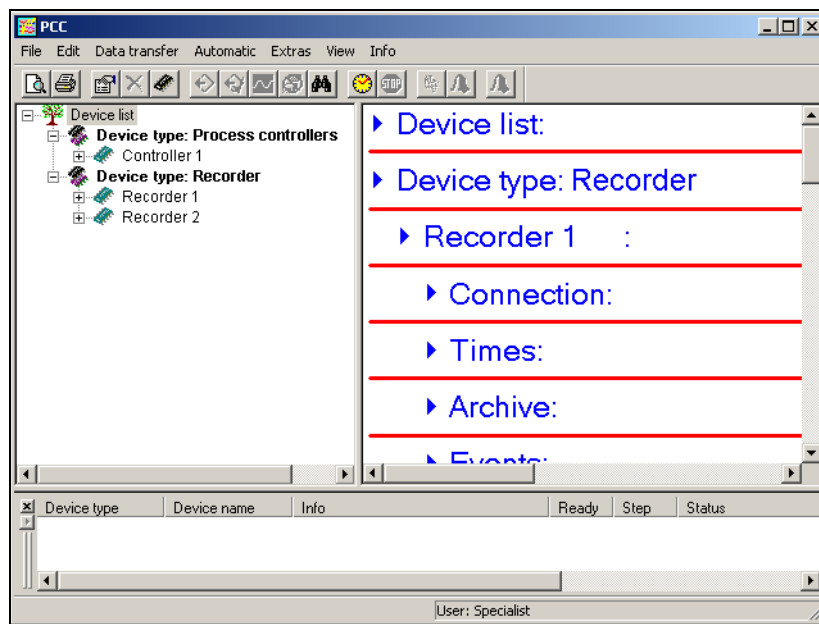 PCC
File Edit Data transfer Automatic Extras View Info
STOP
Device list
Device type: Process controllers
Controller 1
Device type: Recorder
Recorder 1
Recorder 2
Device list:
Device type: Recorder
Recorder 1 :
Connection:
Times:
Archive:
Events:
Device type Device name Info Ready Step Status
User: Specialist